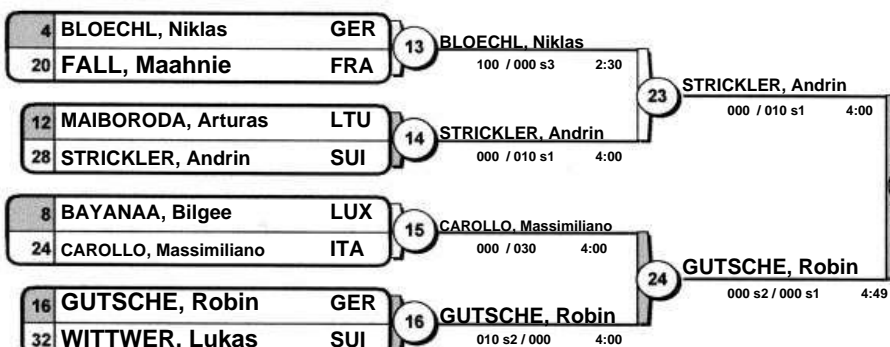 4 BLOECHL, Niklas GER
20 FALL, Maahnie FRA
13
BLOECHL, Niklas
100 / 000 s3 2:30
12 MAIBORODA, Arturas LTU
28 STRICKLER, Andrin SUI
14
STRICKLER, Andrin
000 / 010 s1 4:00
23
STRICKLER, Andrin
000 / 010 s1 4:00
8 BAYANAA, Bilgee LUX
24 CAROLLO, Massimiliano ITA
15
CAROLLO, Massimiliano
000 / 030 4:00
16 GUTSCHE, Robin GER
32 WITTWER, Lukas SUI
16
GUTSCHE, Robin
010 s2 / 000 4:00
24
GUTSCHE, Robin
000 s2 / 000 s1 4:49